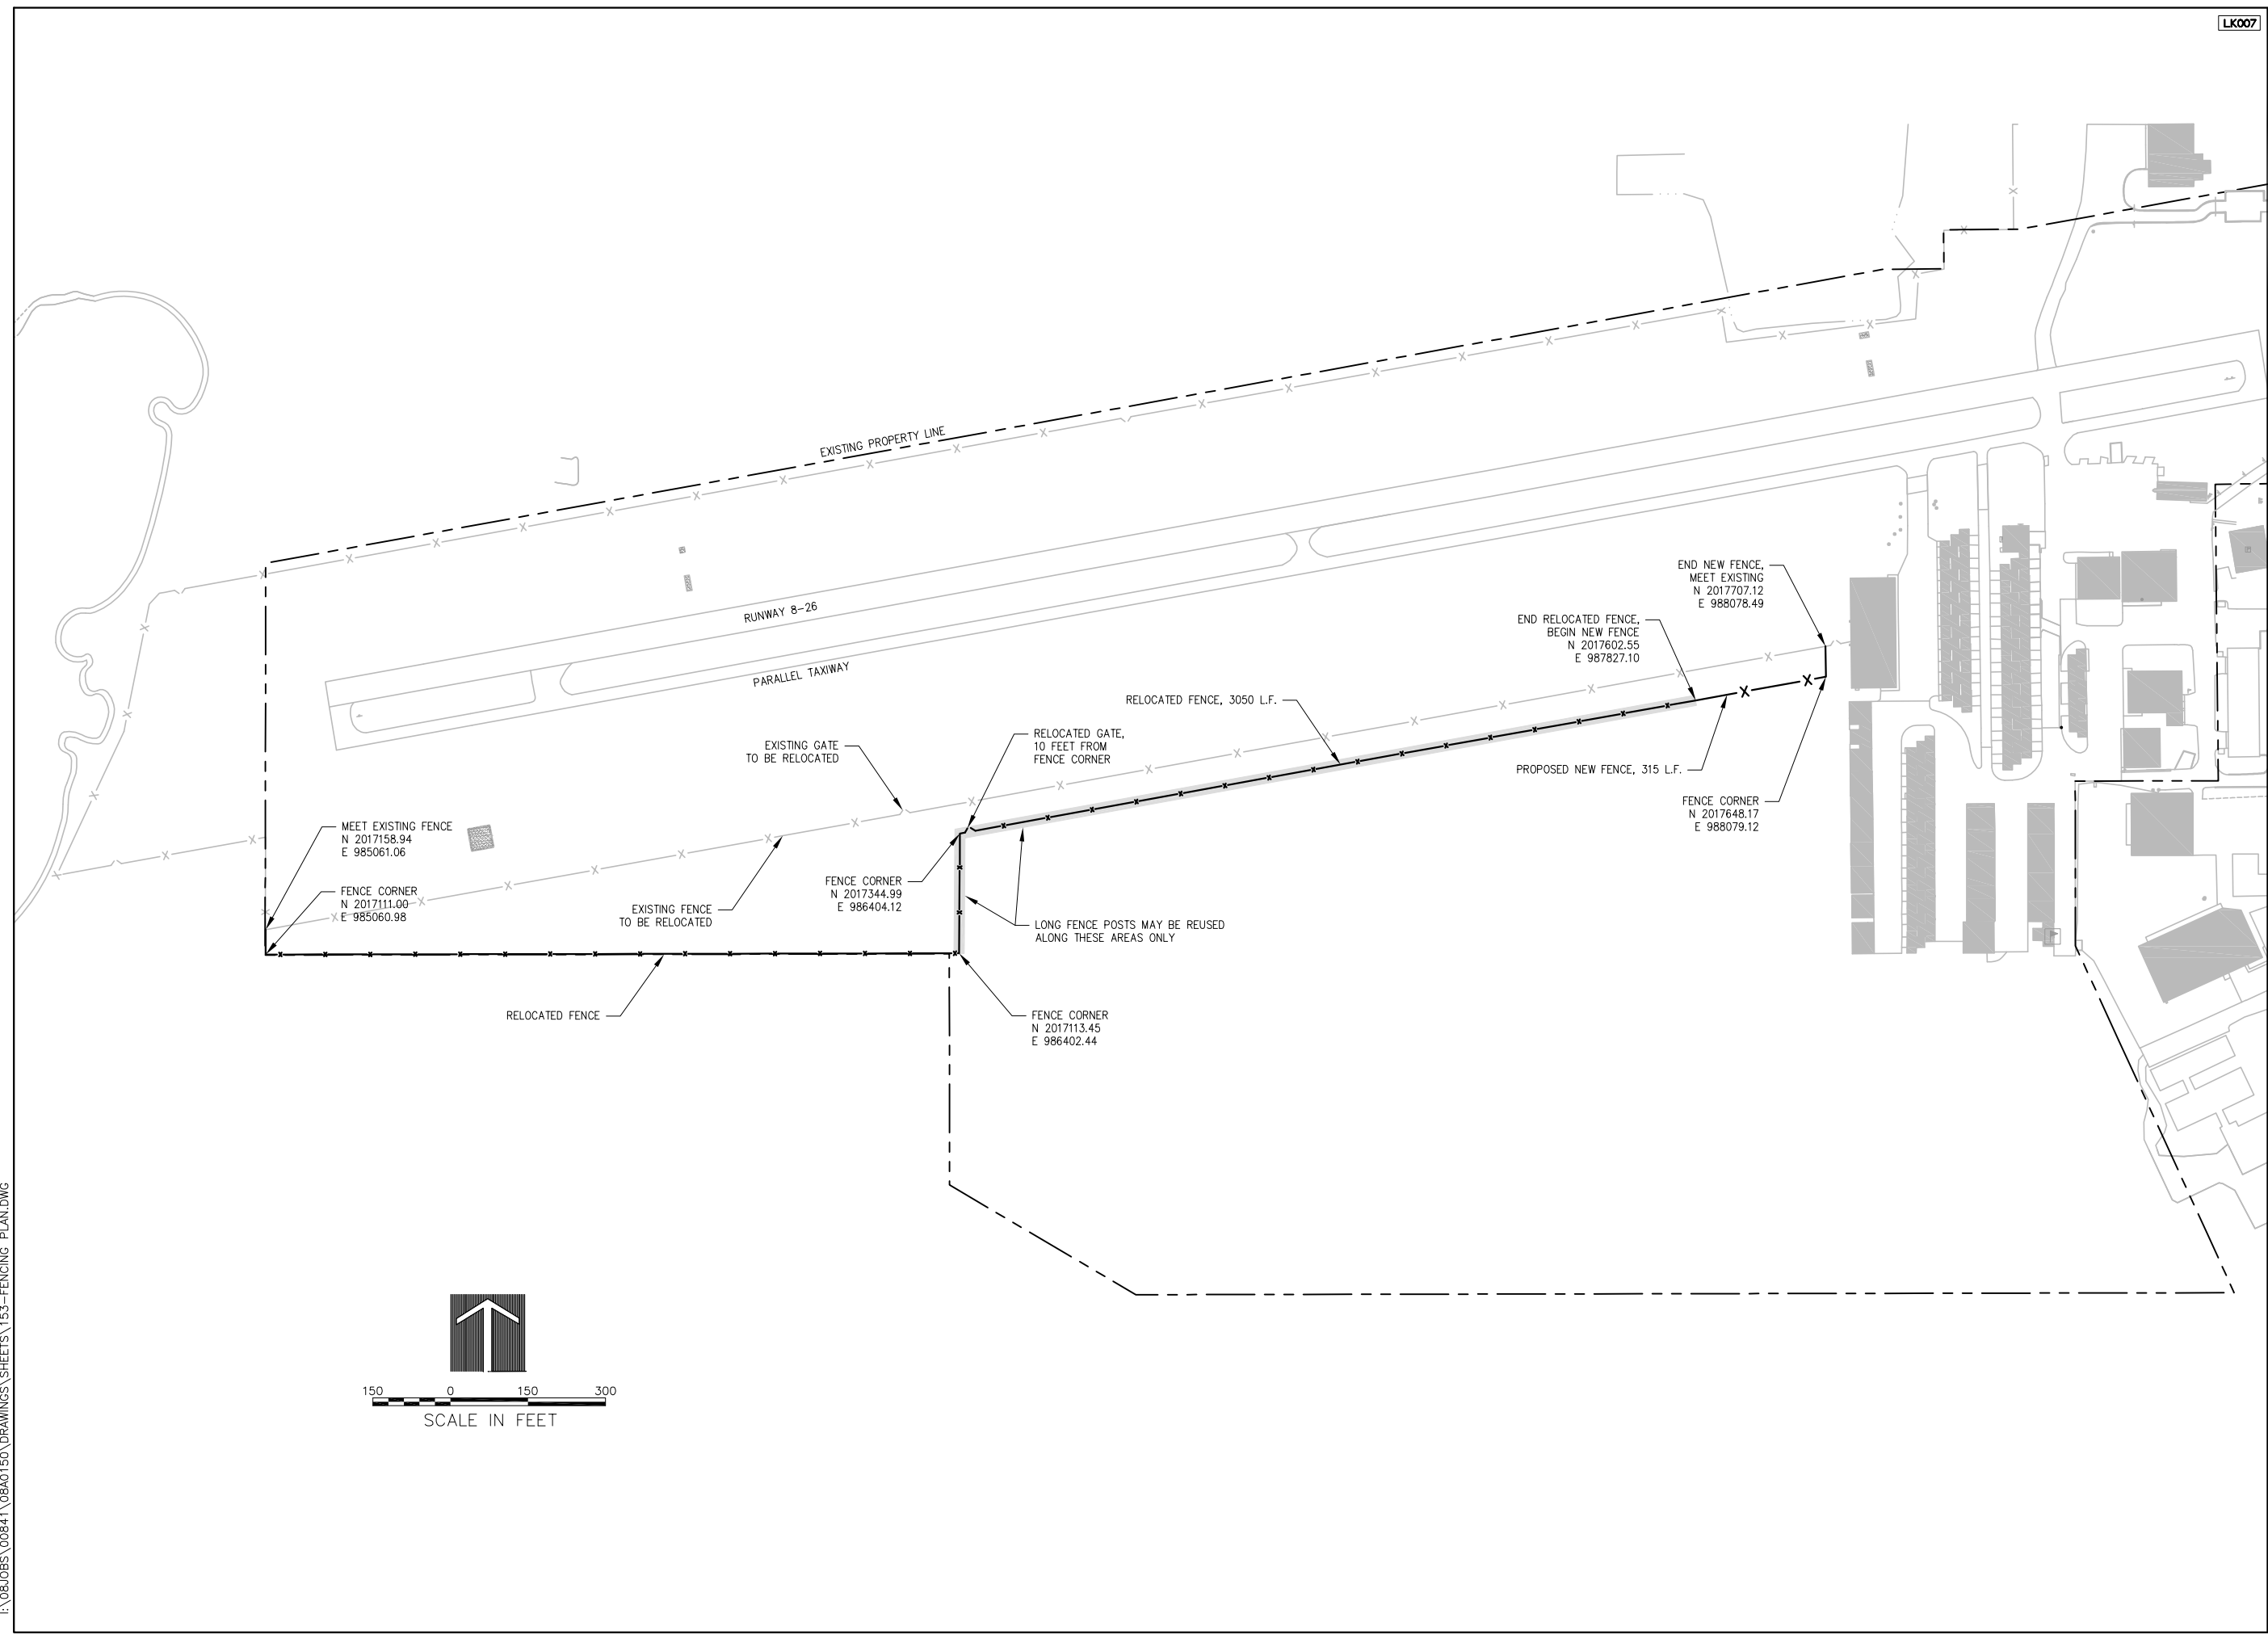 LK007
EXISTING PROPERTY LINE
RUNWAY 8-26
PARALLEL TAXIWAY
END NEW FENCE,
MEET EXISTING
N 2017707.12
E 988078.49
END RELOCATED FENCE,
BEGIN NEW FENCE
N 2017602.55
E 987827.10
RELOCATED FENCE, 3050 L.F.
RELOCATED GATE,
10 FEET FROM
FENCE CORNER
EXISTING GATE
TO BE RELOCATED
PROPOSED NEW FENCE, 315 L.F.
FENCE CORNER
N 2017648.17
E 988079.12
MEET EXISTING FENCE
N 2017158.94
E 985061.06
FENCE CORNER
N 2017111.00
E 985060.98
FENCE CORNER
N 2017344.99
E 986404.12
EXISTING FENCE
TO BE RELOCATED
LONG FENCE POSTS MAY BE REUSED
ALONG THESE AREAS ONLY
RELOCATED FENCE
FENCE CORNER
N 2017113.45
E 986402.44
150 0 150 300
SCALE IN FEET
I:\08JOBS\00841\08A0150\DRAWINGS\SHEETS\153-FENCING PLAN.DWG